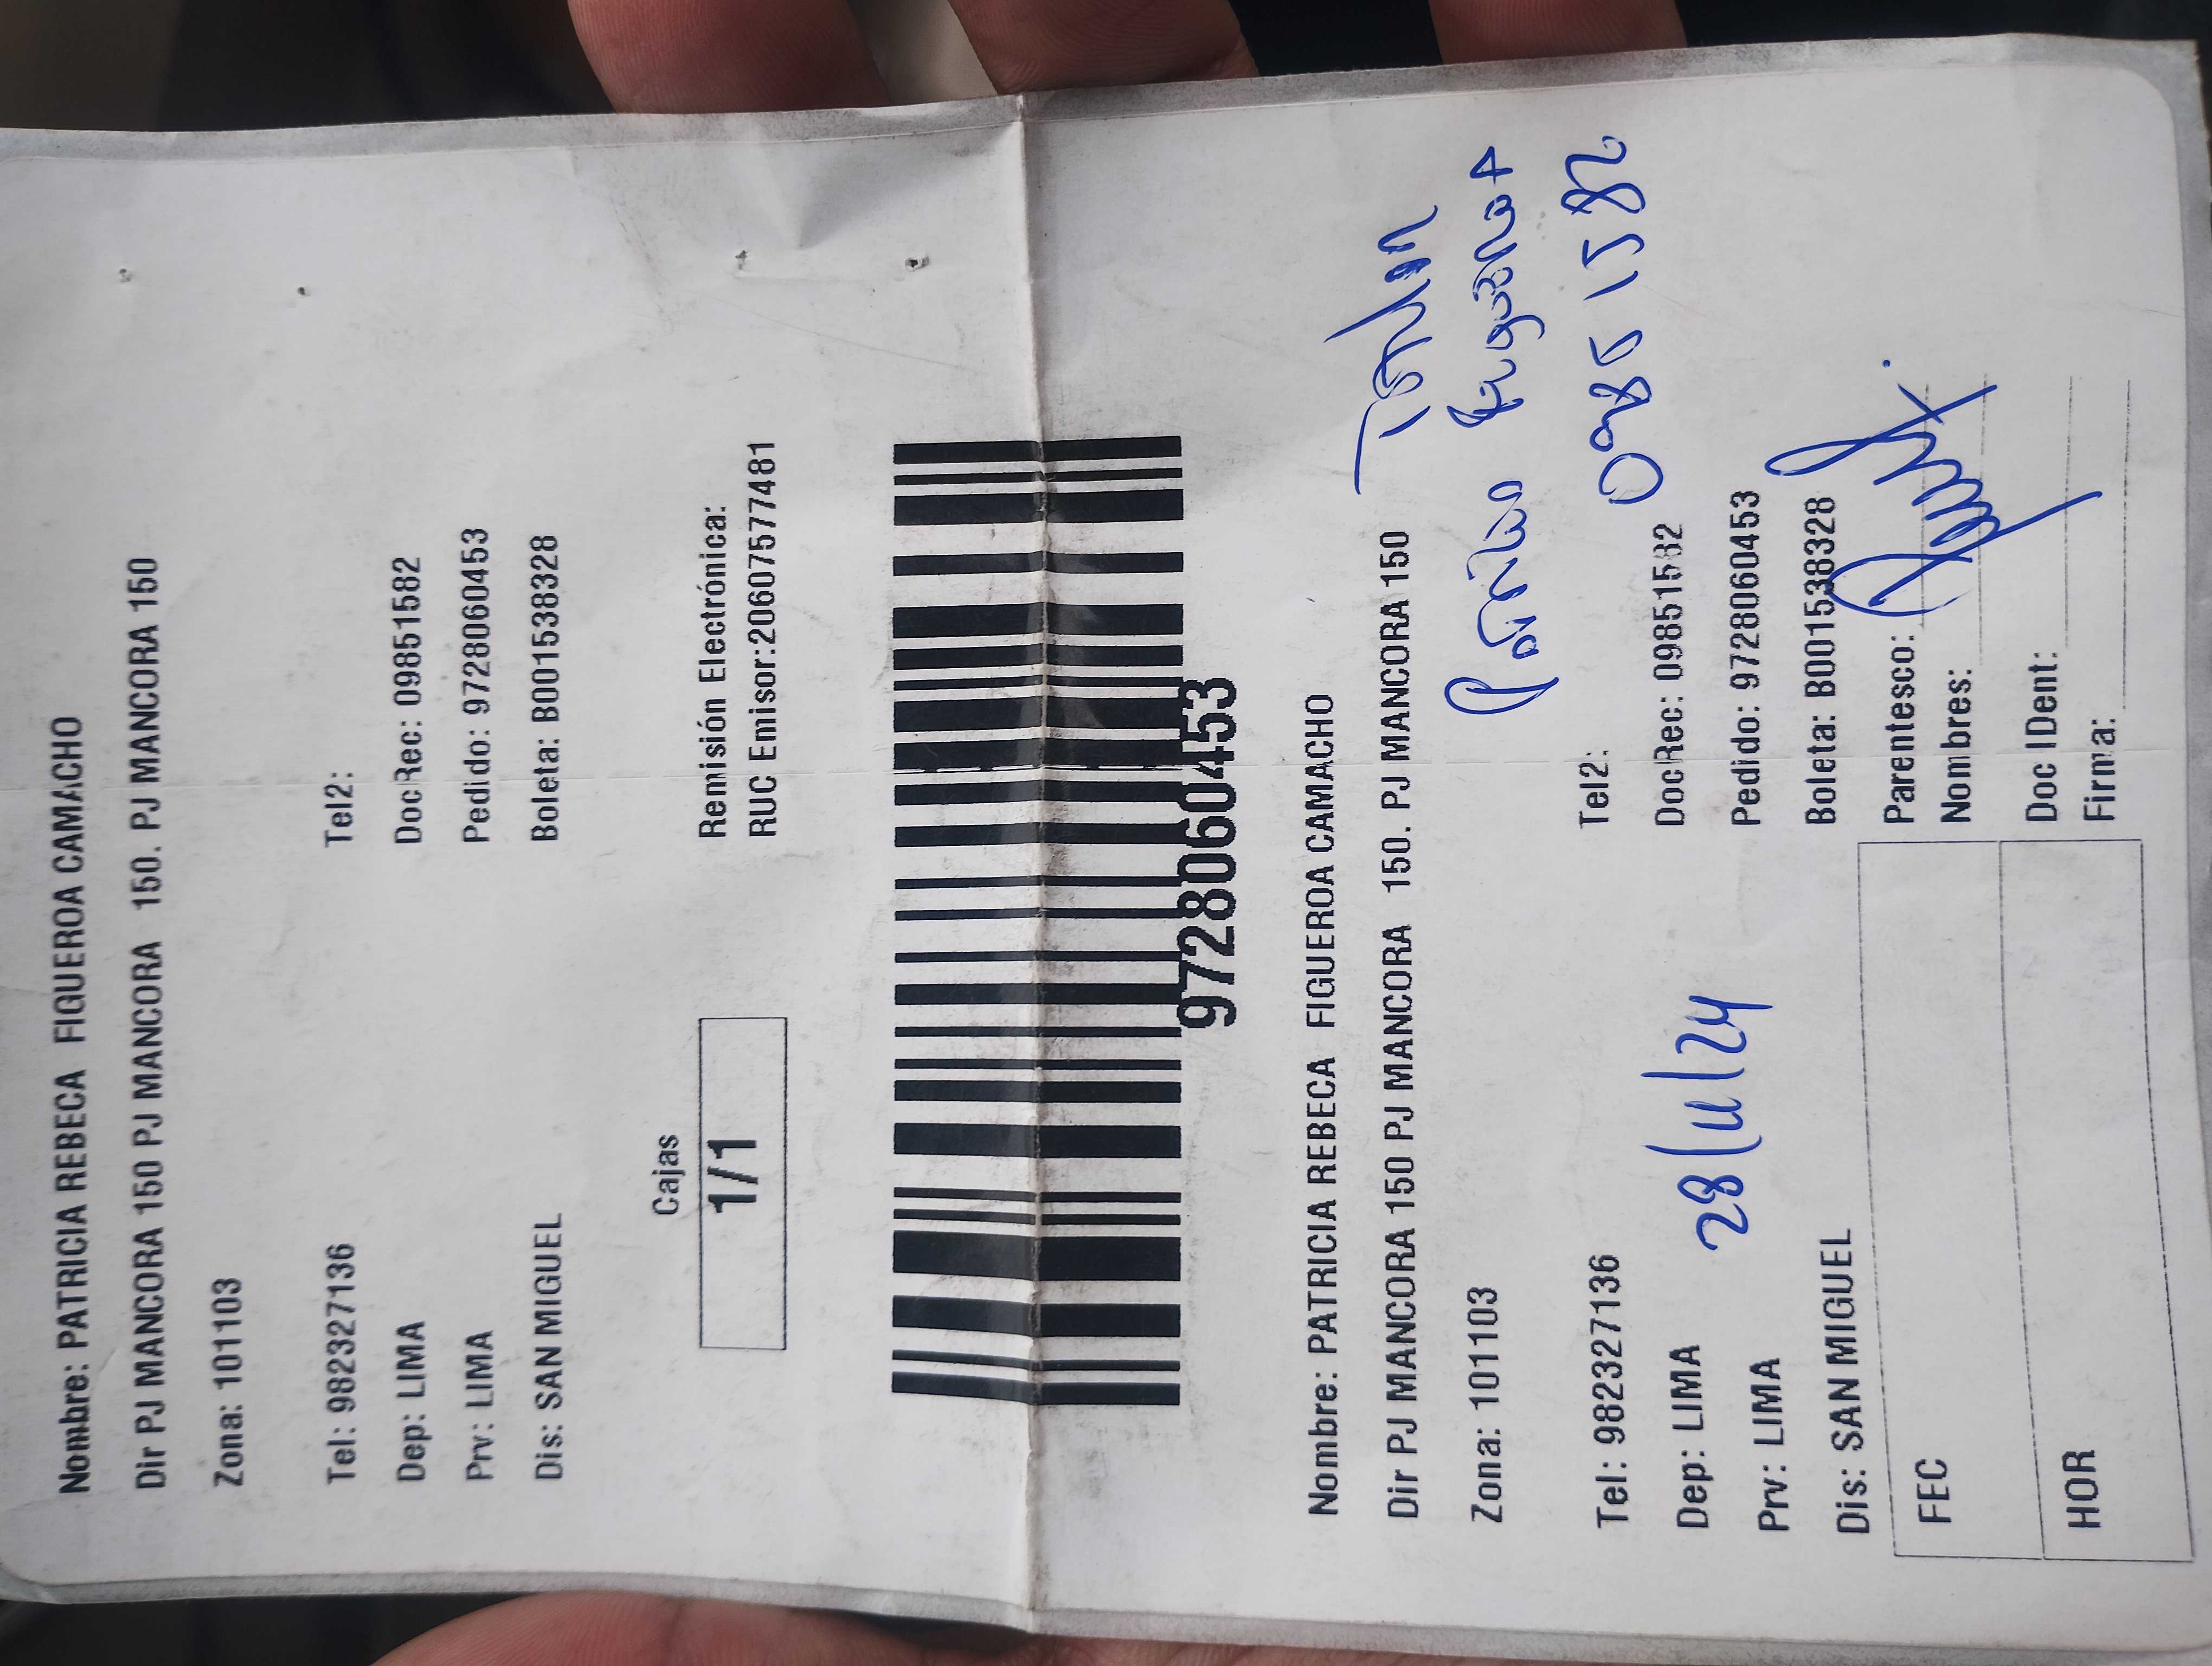 Nombre: PATRICIA REBECA FIGUEROA CAMACHO
Dir PJ MANCORA 150 PJ MANCORA 150. PJ MANCORA 150
Zona: 101103
Tel: 982327136 Tel2:
Dep: LIMA DocRec: 09851582
Prv: LIMA Pedido: 9728060453
Dis: SAN MIGUEL Boleta: B001538328
Cajas
1/1
Remisión Electrónica:
RUC Emisor:20607577481
9728060453
Nombre: PATRICIA REBECA FIGUEROA CAMACHO
Dir PJ MANCORA 150 PJ MANCORA 150. PJ MANCORA 150
Zona: 101103
Patricia Figueroa
09851582
Tel: 982327136 Tel2:
Dep: LIMA DocRec: 09851582
28/11/24
Prv: LIMA Pedido: 9728060453
Dis: SAN MIGUEL Boleta: B001538328
FEC
Parentesco:
Nombres:
HOR
Doc IDent:
Firma: